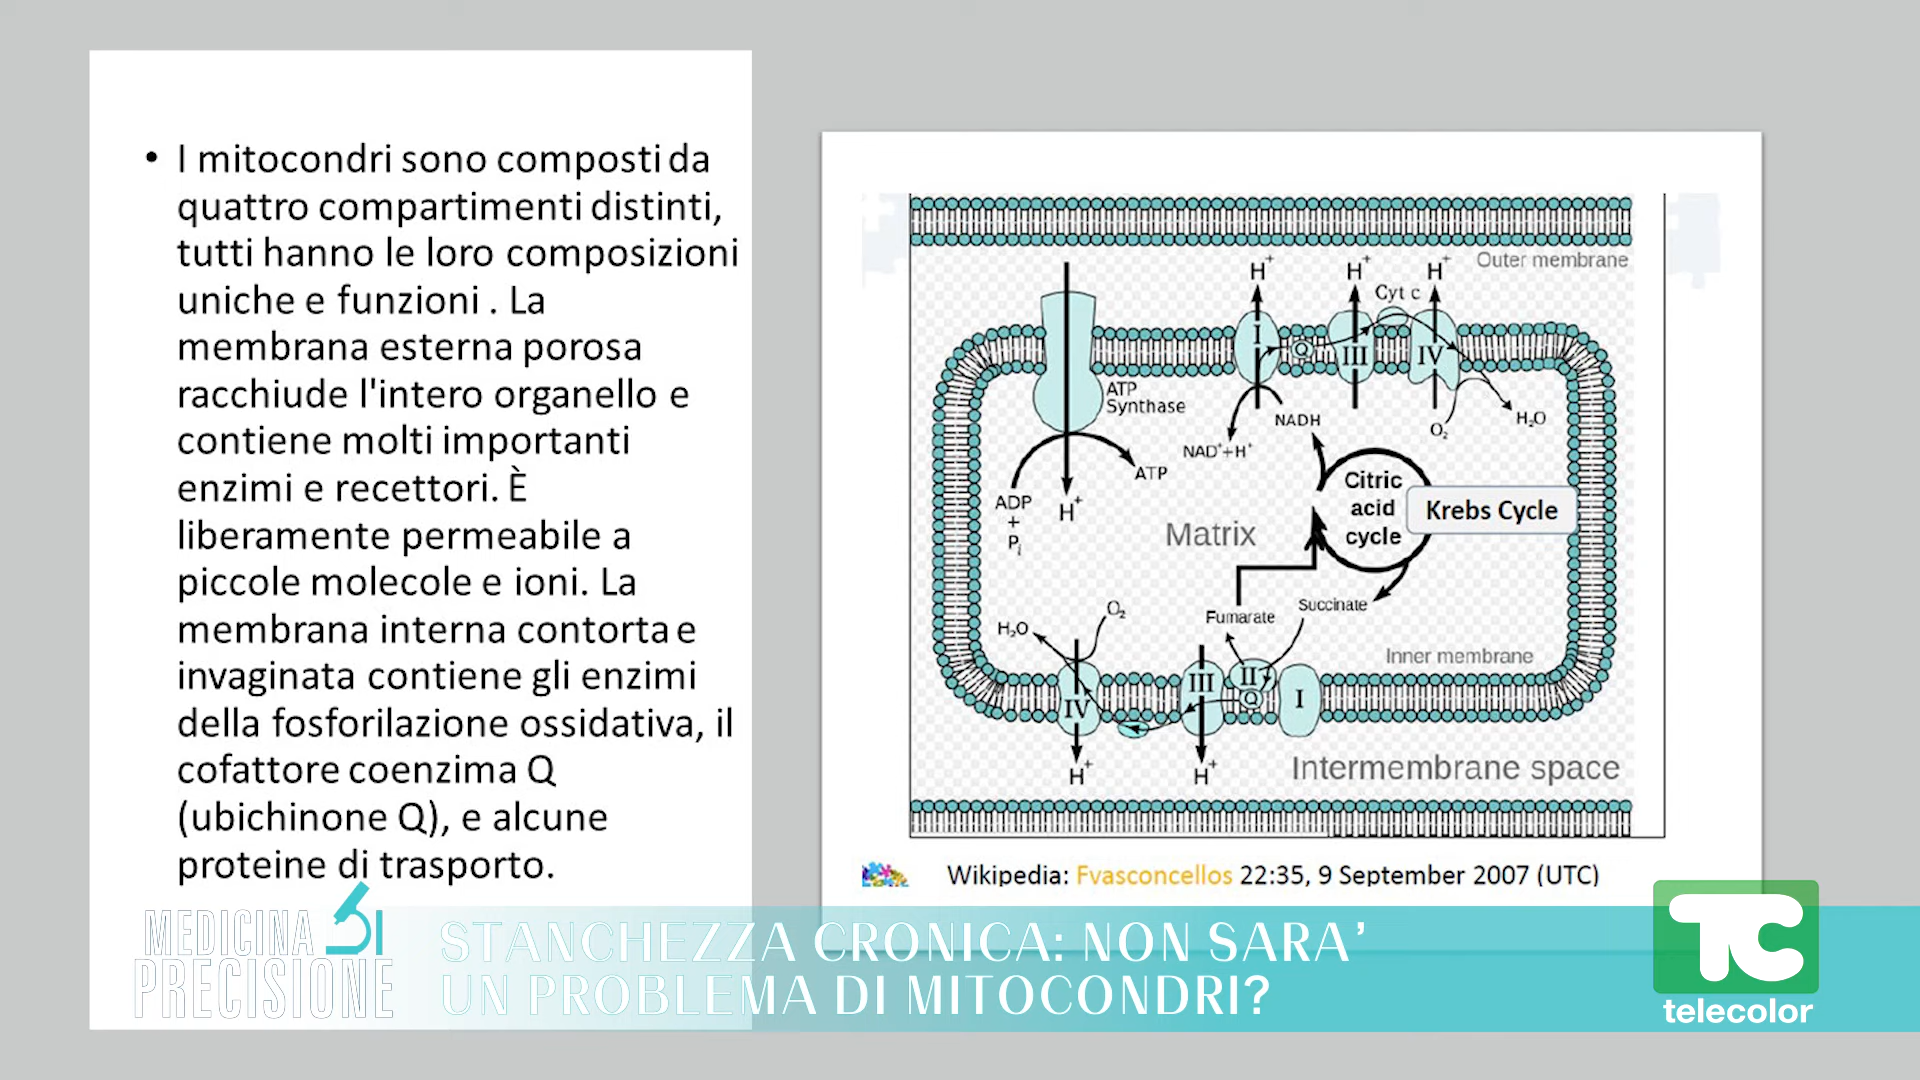 • I mitocondri sono composti da
quattro compartimenti distinti,
tutti hanno le loro composizioni
uniche e funzioni . La
membrana esterna porosa
racchiude l'intero organello e
contiene molti importanti
enzimi e recettori. È
liberamente permeabile a
piccole molecole e ioni. La
membrana interna contorta e
invaginata contiene gli enzimi
della fosforilazione ossidativa, il
cofattore coenzima Q
(ubichinone Q), e alcune
proteine di trasporto.
Outer membrane
H⁺
H⁺
H⁺
Cyt c
I
Q
III
IV
ATP
Synthase
NADH
NAD⁺+H⁺
O₂
H₂O
ATP
ADP
+
Pᵢ
H⁺
Citric
acid
cycle
Krebs Cycle
Matrix
Fumarate
Succinate
O₂
H₂O
Inner membrane
IV
III
II
Q
I
H⁺
H⁺
Intermembrane space
Wikipedia: Fvasconcellos 22:35, 9 September 2007 (UTC)
MEDICINA DI
PRECISIONE
STANCHEZZA CRONICA: NON SARA'
UN PROBLEMA DI MITOCONDRI?
TC
telecolor